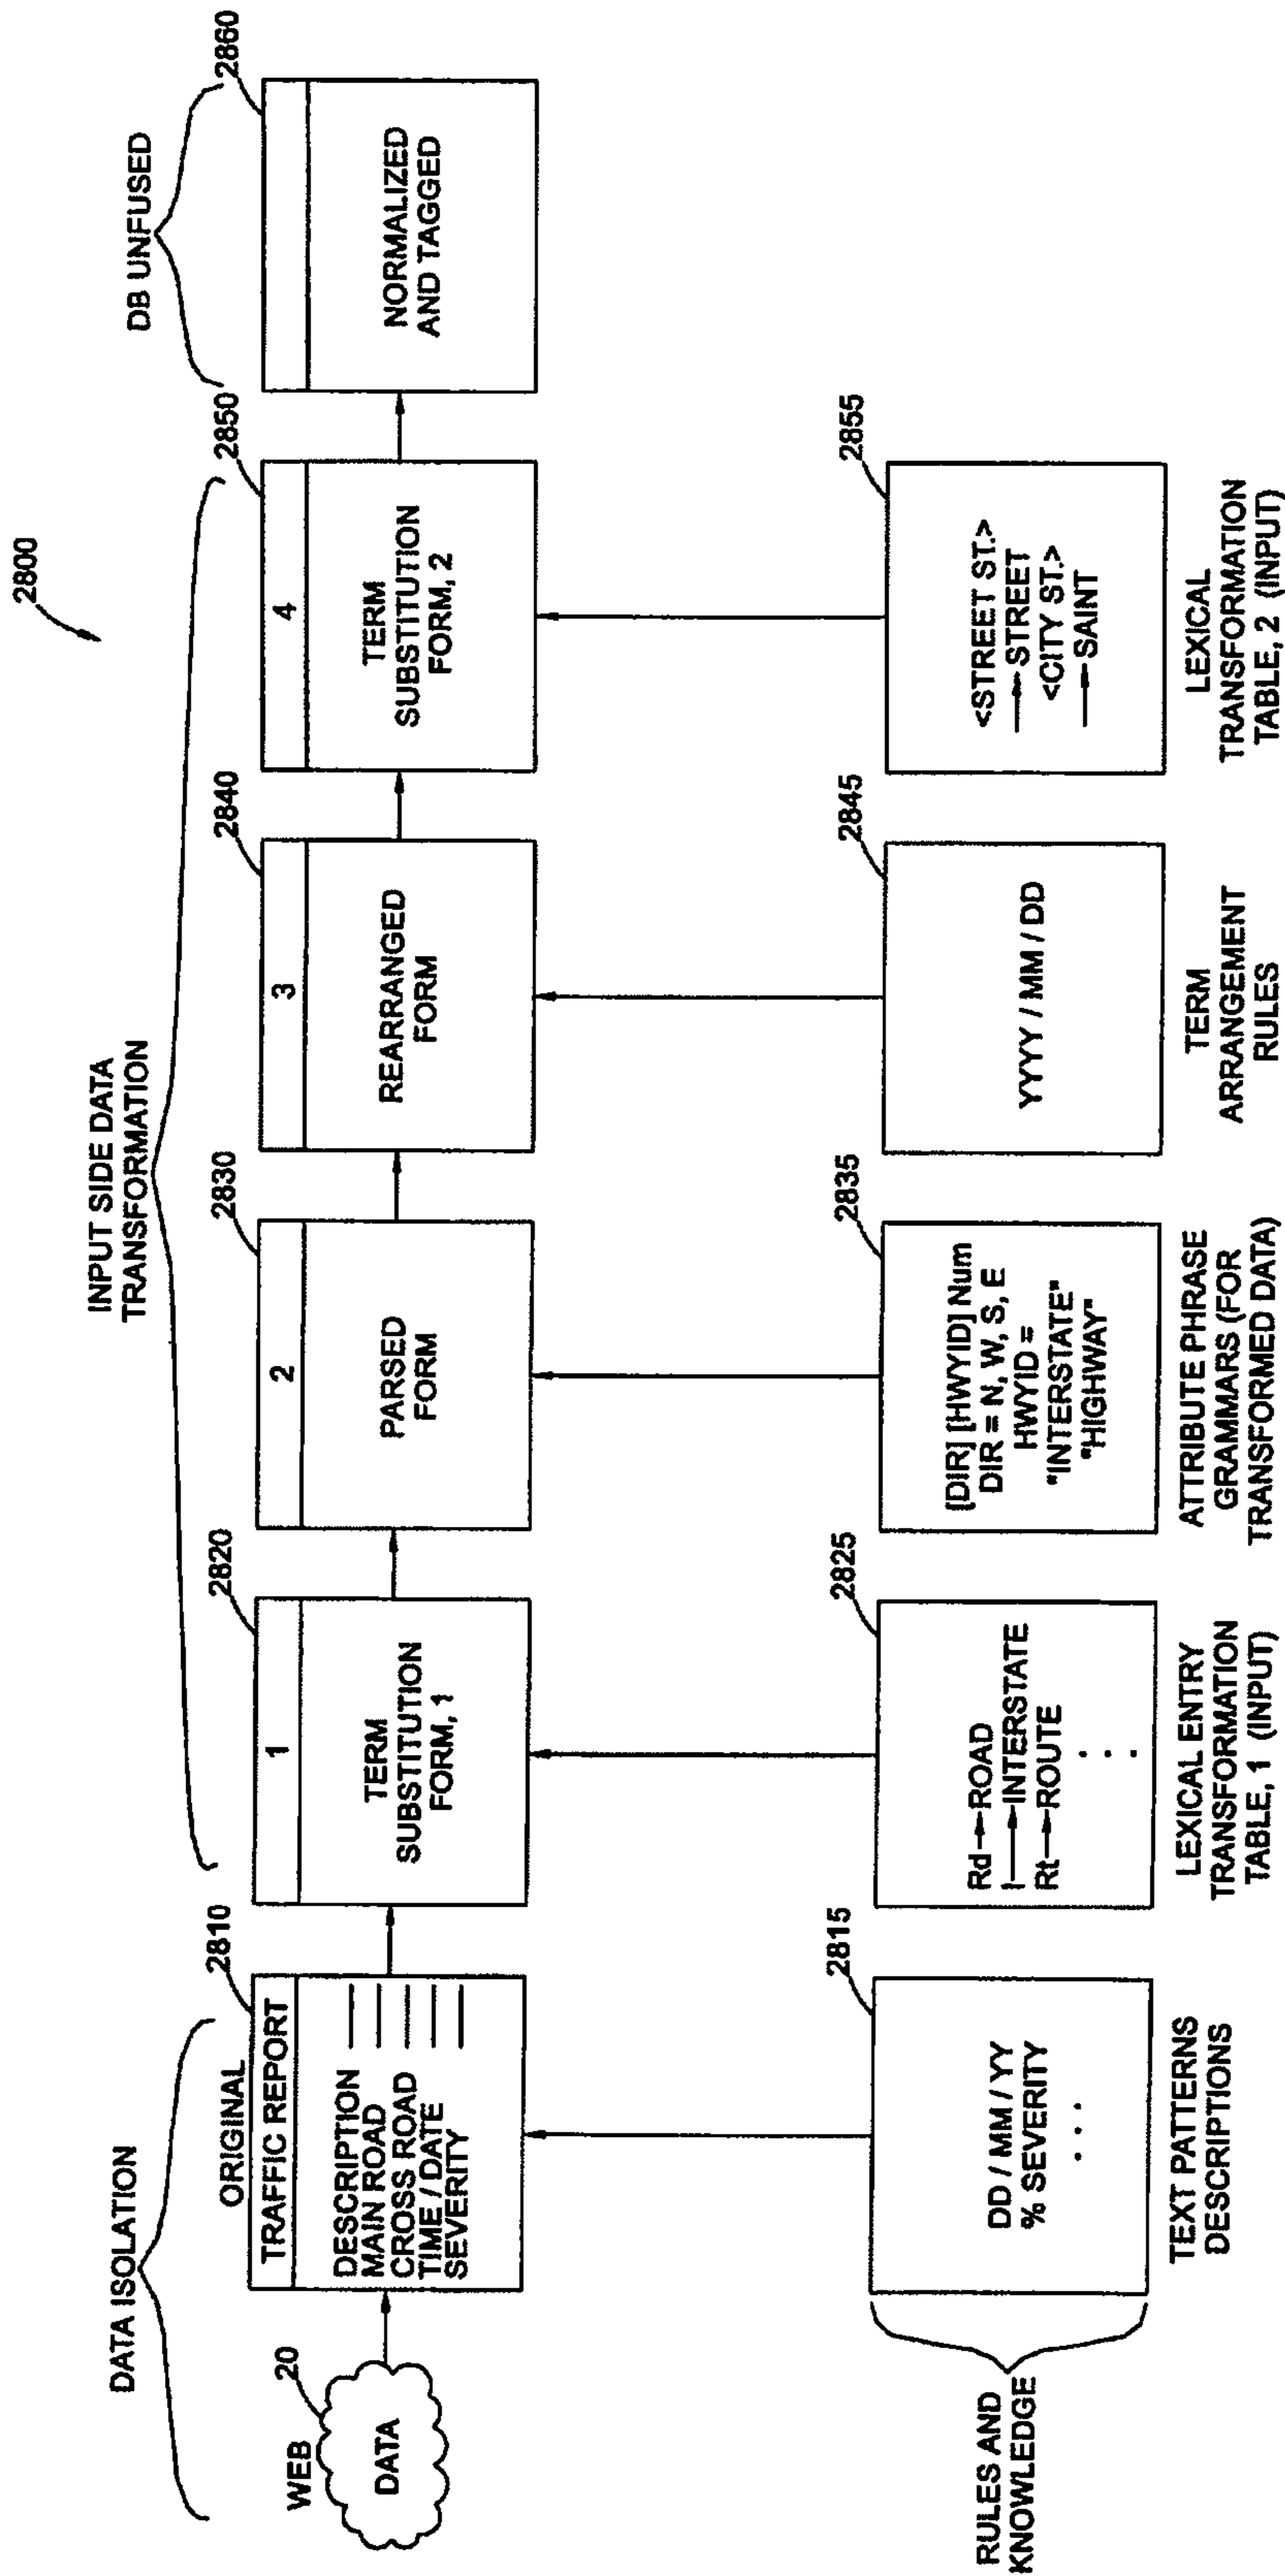 2800
DATA ISOLATION
INPUT SIDE DATA
TRANSFORMATION
DB UNFUSED
WEB
20
DATA
ORIGINAL
2810
TRAFFIC REPORT
DESCRIPTION
MAIN ROAD
CROSS ROAD
TIME / DATE
SEVERITY
2820
1
TERM
SUBSTITUTION
FORM, 1
2830
2
PARSED
FORM
2840
3
REARRANGED
FORM
2850
4
TERM
SUBSTITUTION
FORM, 2
2860
NORMALIZED
AND TAGGED
RULES AND
KNOWLEDGE
2815
DD / MM / YY
% SEVERITY
. . .
TEXT PATTERNS
DESCRIPTIONS
2825
Rd→ROAD
I→INTERSTATE
Rt→ROUTE
LEXICAL ENTRY
TRANSFORMATION
TABLE, 1 (INPUT)
2835
[DIR] [HWYID] Num
DIR = N, W, S, E
HWYID =
"INTERSTATE"
"HIGHWAY"
ATTRIBUTE PHRASE
GRAMMARS (FOR
TRANSFORMED DATA)
2845
YYYY / MM / DD
TERM
ARRANGEMENT
RULES
2855
<STREET ST.>
→STREET
<CITY ST.>
→SAINT
LEXICAL
TRANSFORMATION
TABLE, 2 (INPUT)